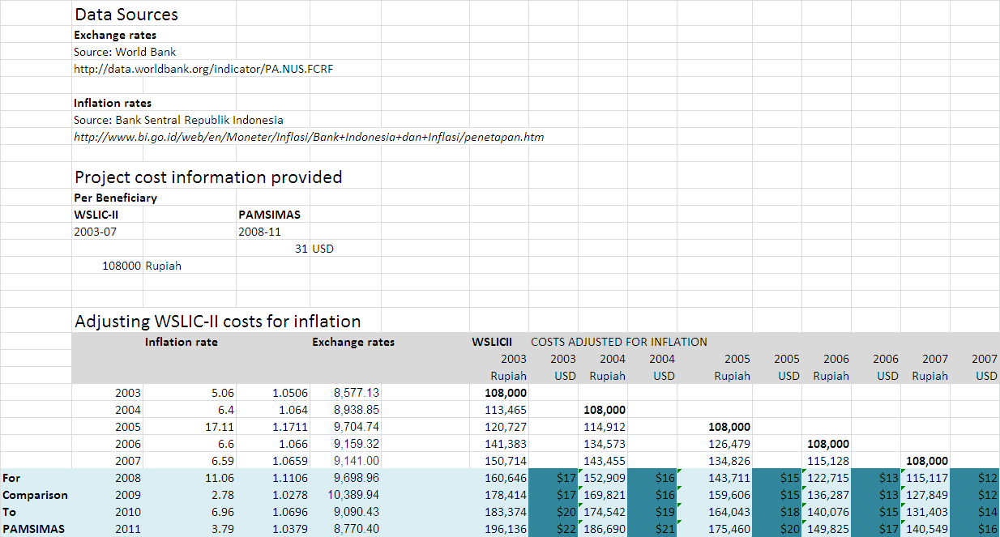 Data Sources
Exchange rates
Source: World Bank
http://data.worldbank.org/indicator/PA.NUS.FCRF
Inflation rates
Source: Bank Sentral Republik Indonesia
http://www.bi.go.id/web/en/Moneter/Inflasi/Bank+Indonesia+dan+Inflasi/penetapan.htm
Project cost information provided
Per Beneficiary
WSLIC-II PAMSIMAS
2003-07 2008-11
31 USD
108000 Rupiah
Adjusting WSLIC-II costs for inflation
Inflation rate Exchange rates WSLICII COSTS ADJUSTED FOR INFLATION
2003 2003 2004 2004 2005 2005 2006 2006 2007 2007
Rupiah USD Rupiah USD Rupiah USD Rupiah USD Rupiah USD
2003 5.06 1.0506 8,577.13 108,000
2004 6.4 1.064 8,938.85 113,465 108,000
2005 17.11 1.1711 9,704.74 120,727 114,912 108,000
2006 6.6 1.066 9,159.32 141,383 134,573 126,479 108,000
2007 6.59 1.0659 9,141.00 150,714 143,455 134,826 115,128 108,000
For 2008 11.06 1.1106 9,698.96 160,646 $17 152,909 $16 143,711 $15 122,715 $13 115,117 $12
Comparison 2009 2.78 1.0278 10,389.94 178,414 $17 169,821 $16 159,606 $15 136,287 $13 127,849 $12
To 2010 6.96 1.0696 9,090.43 183,374 $20 174,542 $19 164,043 $18 140,076 $15 131,403 $14
PAMSIMAS 2011 3.79 1.0379 8,770.40 196,136 $22 186,690 $21 175,460 $20 149,825 $17 140,549 $16